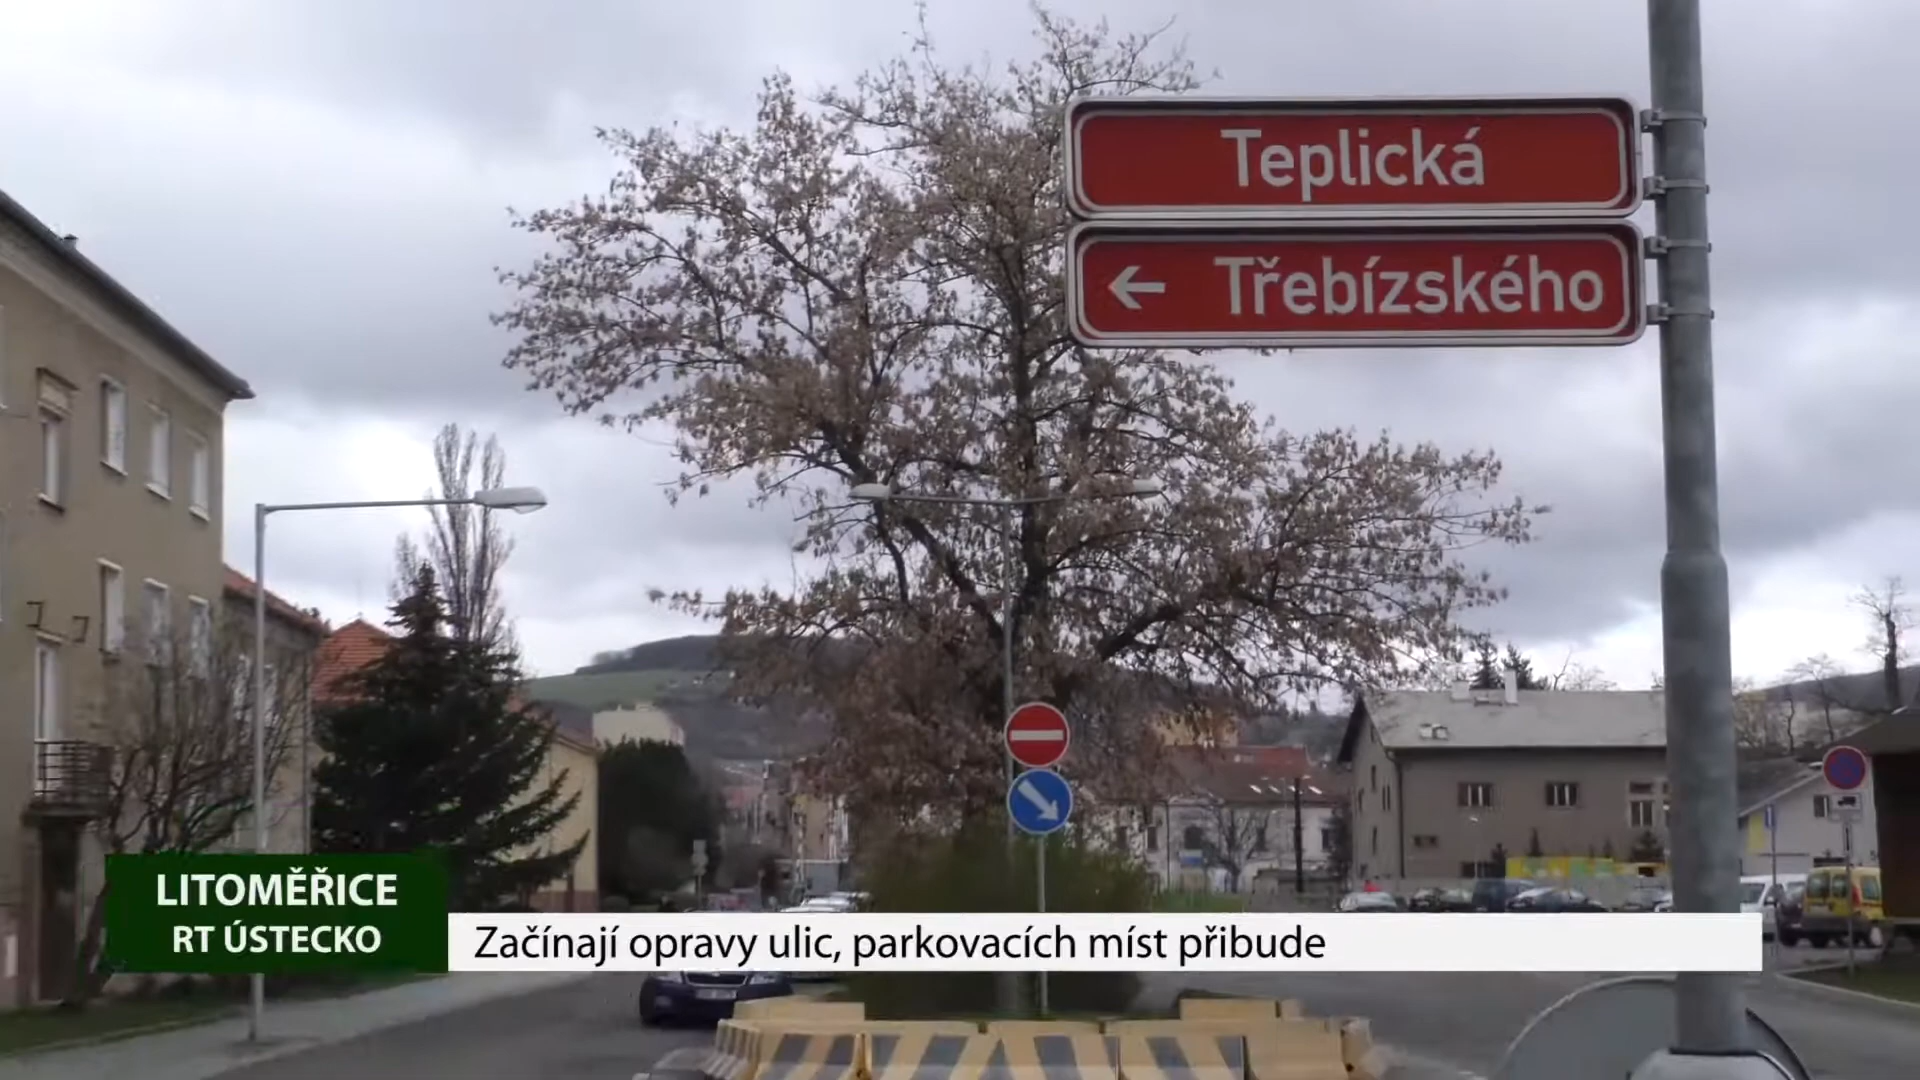 Teplická
Třebízského
LITOMĚŘICE
RT ÚSTECKO
Začínají opravy ulic, parkovacích míst přibude